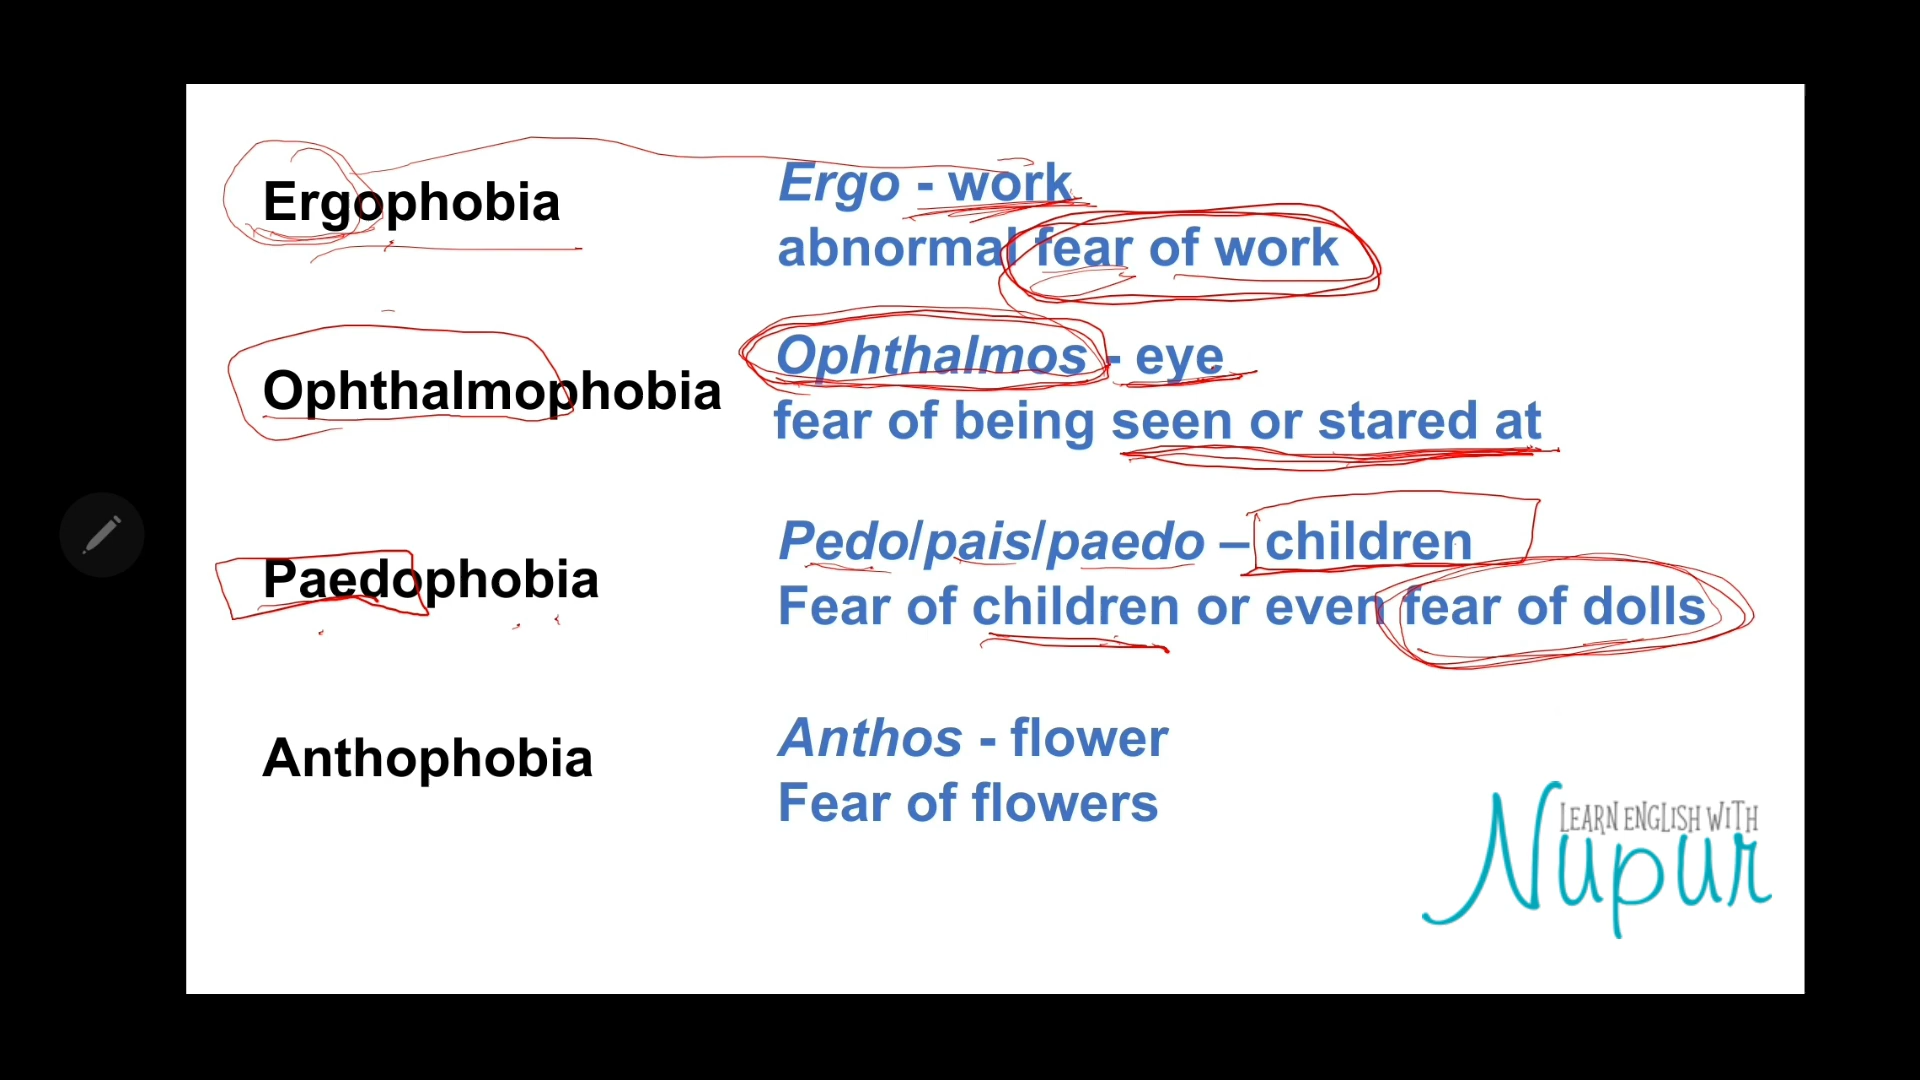 Ergophobia
Ergo - work
abnormal fear of work
Ophthalmophobia
Ophthalmos - eye
fear of being seen or stared at
Paedophobia
Pedo/pais/paedo – children
Fear of children or even fear of dolls
Anthophobia
Anthos - flower
Fear of flowers
LEARN ENGLISH WITH
Nupur